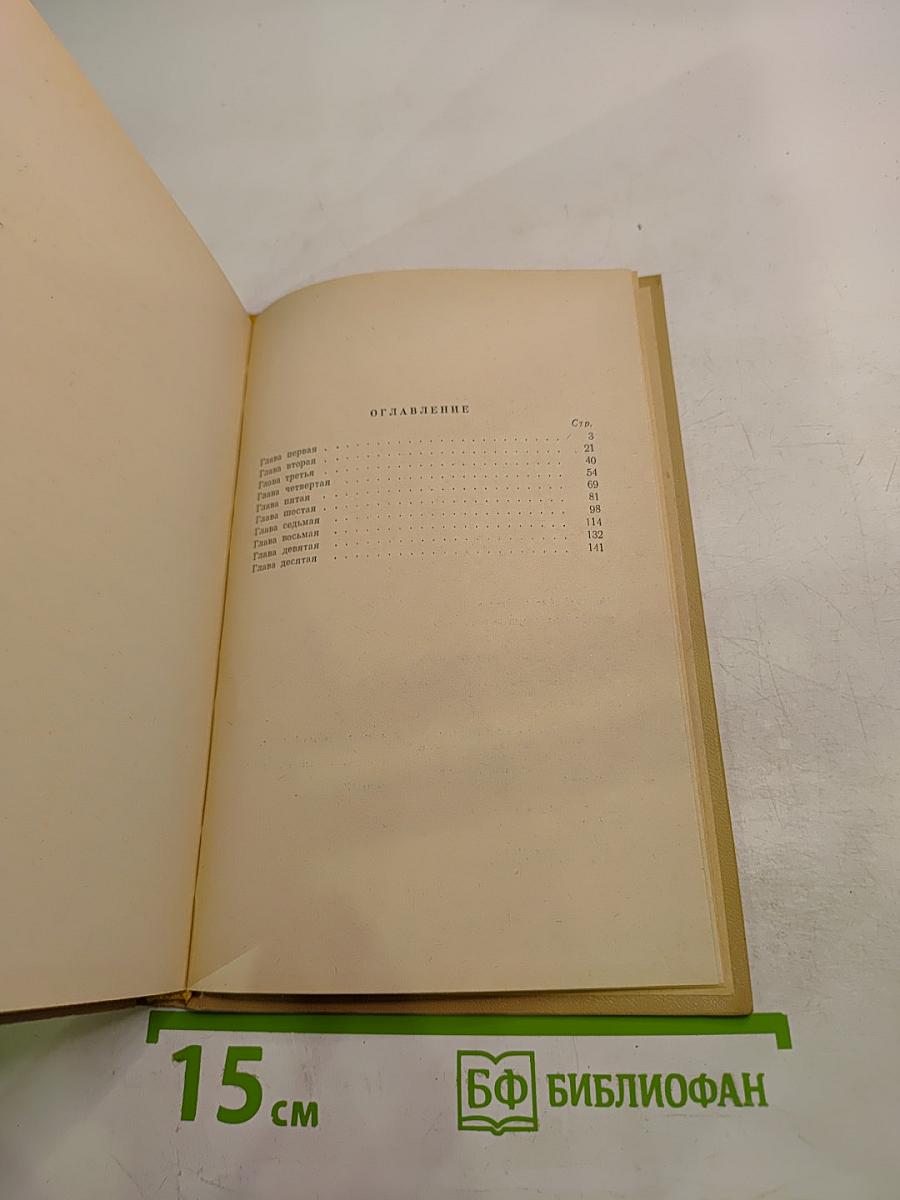 ОГЛАВЛЕНИЕ
Стр.
Глава первая . . . . . . . . . . . . . . . . . . . . 3
Глава вторая . . . . . . . . . . . . . . . . . . . . 21
Глава третья . . . . . . . . . . . . . . . . . . . . 40
Глава четвертая . . . . . . . . . . . . . . . . . . . . 54
Глава пятая . . . . . . . . . . . . . . . . . . . . 69
Глава шестая . . . . . . . . . . . . . . . . . . . . 81
Глава седьмая . . . . . . . . . . . . . . . . . . . . 98
Глава восьмая . . . . . . . . . . . . . . . . . . . . 114
Глава девятая . . . . . . . . . . . . . . . . . . . . 132
Глава десятая . . . . . . . . . . . . . . . . . . . . 141
15 см
БФ БИБЛИОФАН